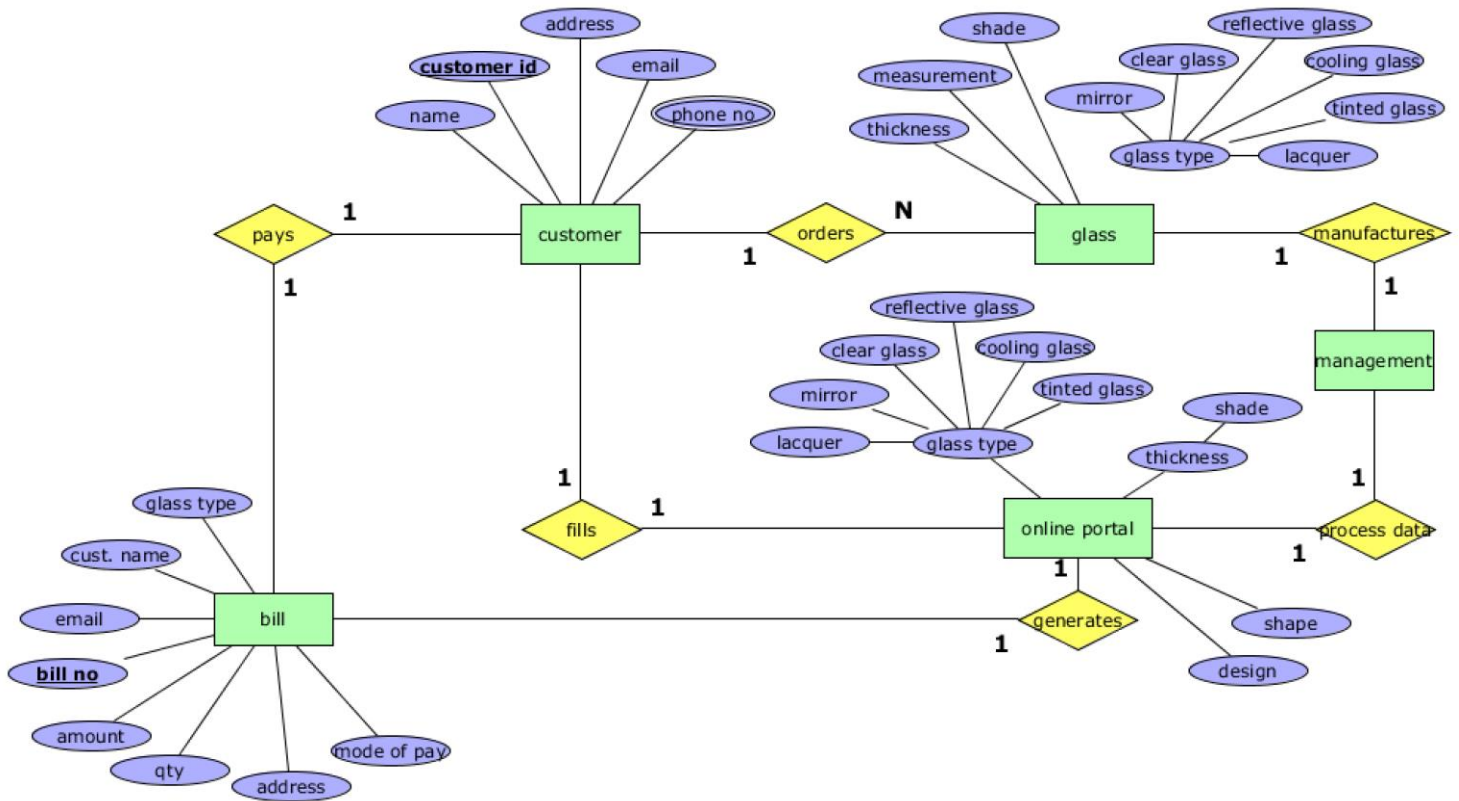 address
shade
reflective glass
customer id
email
clear glass
cooling glass
measurement
mirror
name
phone no
tinted glass
thickness
glass type
lacquer
1
N
pays
customer
orders
glass
manufactures
1
1
1
1
reflective glass
clear glass
cooling glass
management
mirror
tinted glass
shade
lacquer
glass type
thickness
1
1
glass type
1
fills
online portal
process data
cust. name
1
1
email
bill
generates
shape
1
bill no
design
amount
mode of pay
qty
address